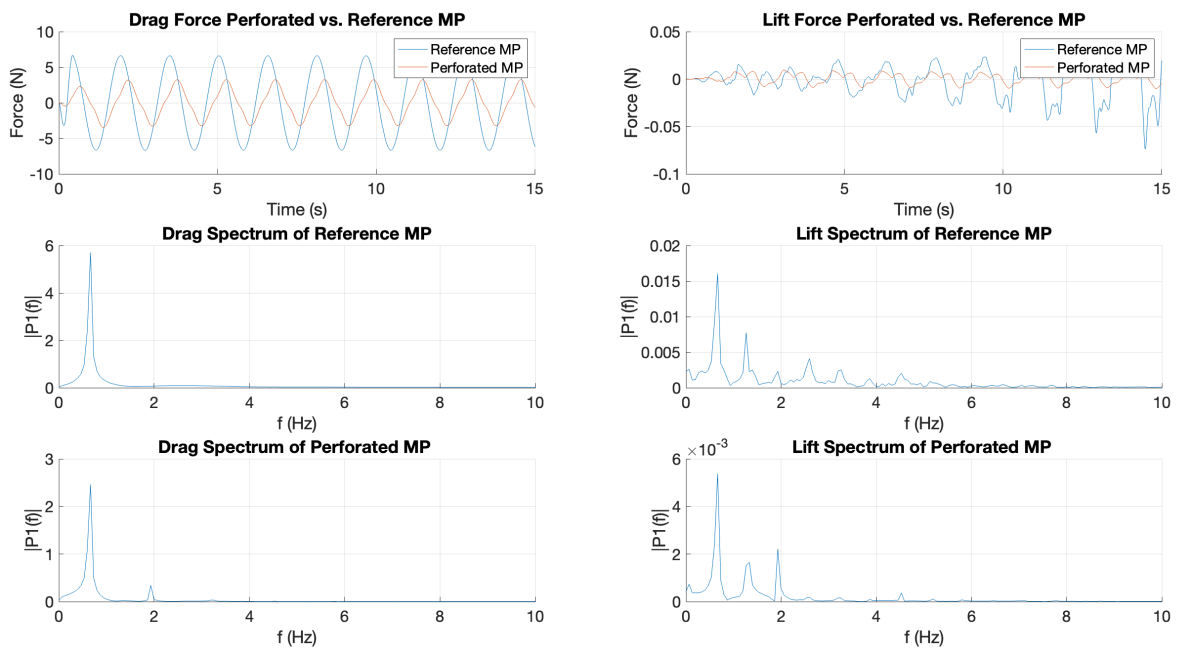 Drag Force Perforated vs. Reference MP
10
5
0
-5
-10
Force (N)
0 5 10 15
Time (s)
Reference MP
Perforated MP
Lift Force Perforated vs. Reference MP
0.05
0
-0.05
-0.1
Force (N)
0 5 10 15
Time (s)
Reference MP
Perforated MP
Drag Spectrum of Reference MP
6
4
2
0
|P1(f)|
0 2 4 6 8 10
f (Hz)
Lift Spectrum of Reference MP
0.02
0.015
0.01
0.005
0
|P1(f)|
0 2 4 6 8 10
f (Hz)
Drag Spectrum of Perforated MP
3
2
1
0
|P1(f)|
0 2 4 6 8 10
f (Hz)
Lift Spectrum of Perforated MP
×10⁻³
6
4
2
0
|P1(f)|
0 2 4 6 8 10
f (Hz)